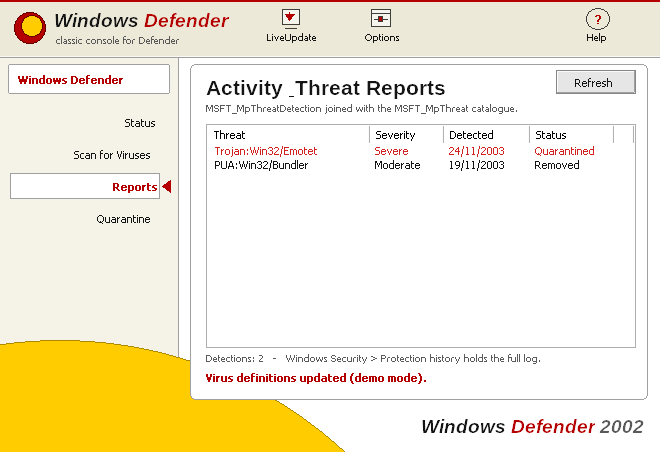 Windows Defender
classic console for Defender
LiveUpdate
Options
?
Help
Windows Defender
Status
Scan for Viruses
Reports
Quarantine
Activity _Threat Reports
Refresh
MSFT_MpThreatDetection joined with the MSFT_MpThreat catalogue.
Threat Severity Detected Status
Trojan:Win32/Emotet Severe 24/11/2003 Quarantined
PUA:Win32/Bundler Moderate 19/11/2003 Removed
Detections: 2 - Windows Security > Protection history holds the full log.
Virus definitions updated (demo mode).
Windows Defender 2002